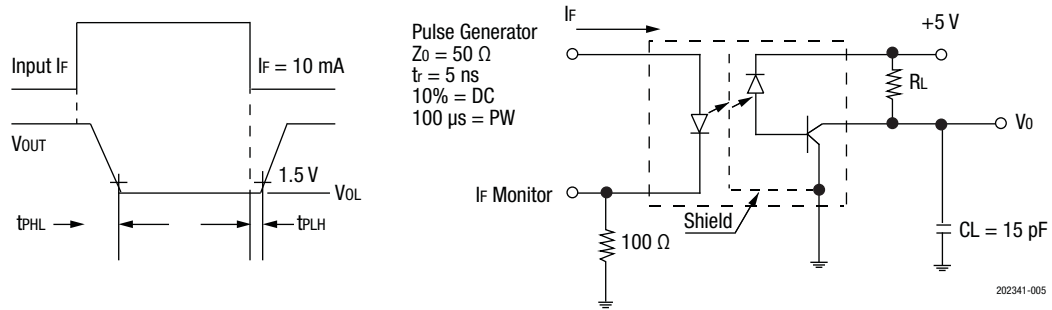 Input IF
IF = 10 mA
VOUT
1.5 V
VOL
tPHL
tPLH
Pulse Generator
Z0 = 50 Ω
tr = 5 ns
10% = DC
100 µs = PW
IF
+5 V
RL
V0
IF Monitor
Shield
100 Ω
CL = 15 pF
202341-005